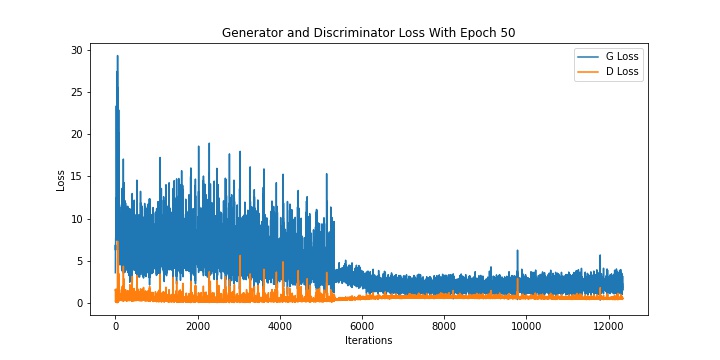 Generator and Discriminator Loss With Epoch 50
30
25
20
15
10
5
0
Loss
G Loss
D Loss
0 2000 4000 6000 8000 10000 12000
Iterations